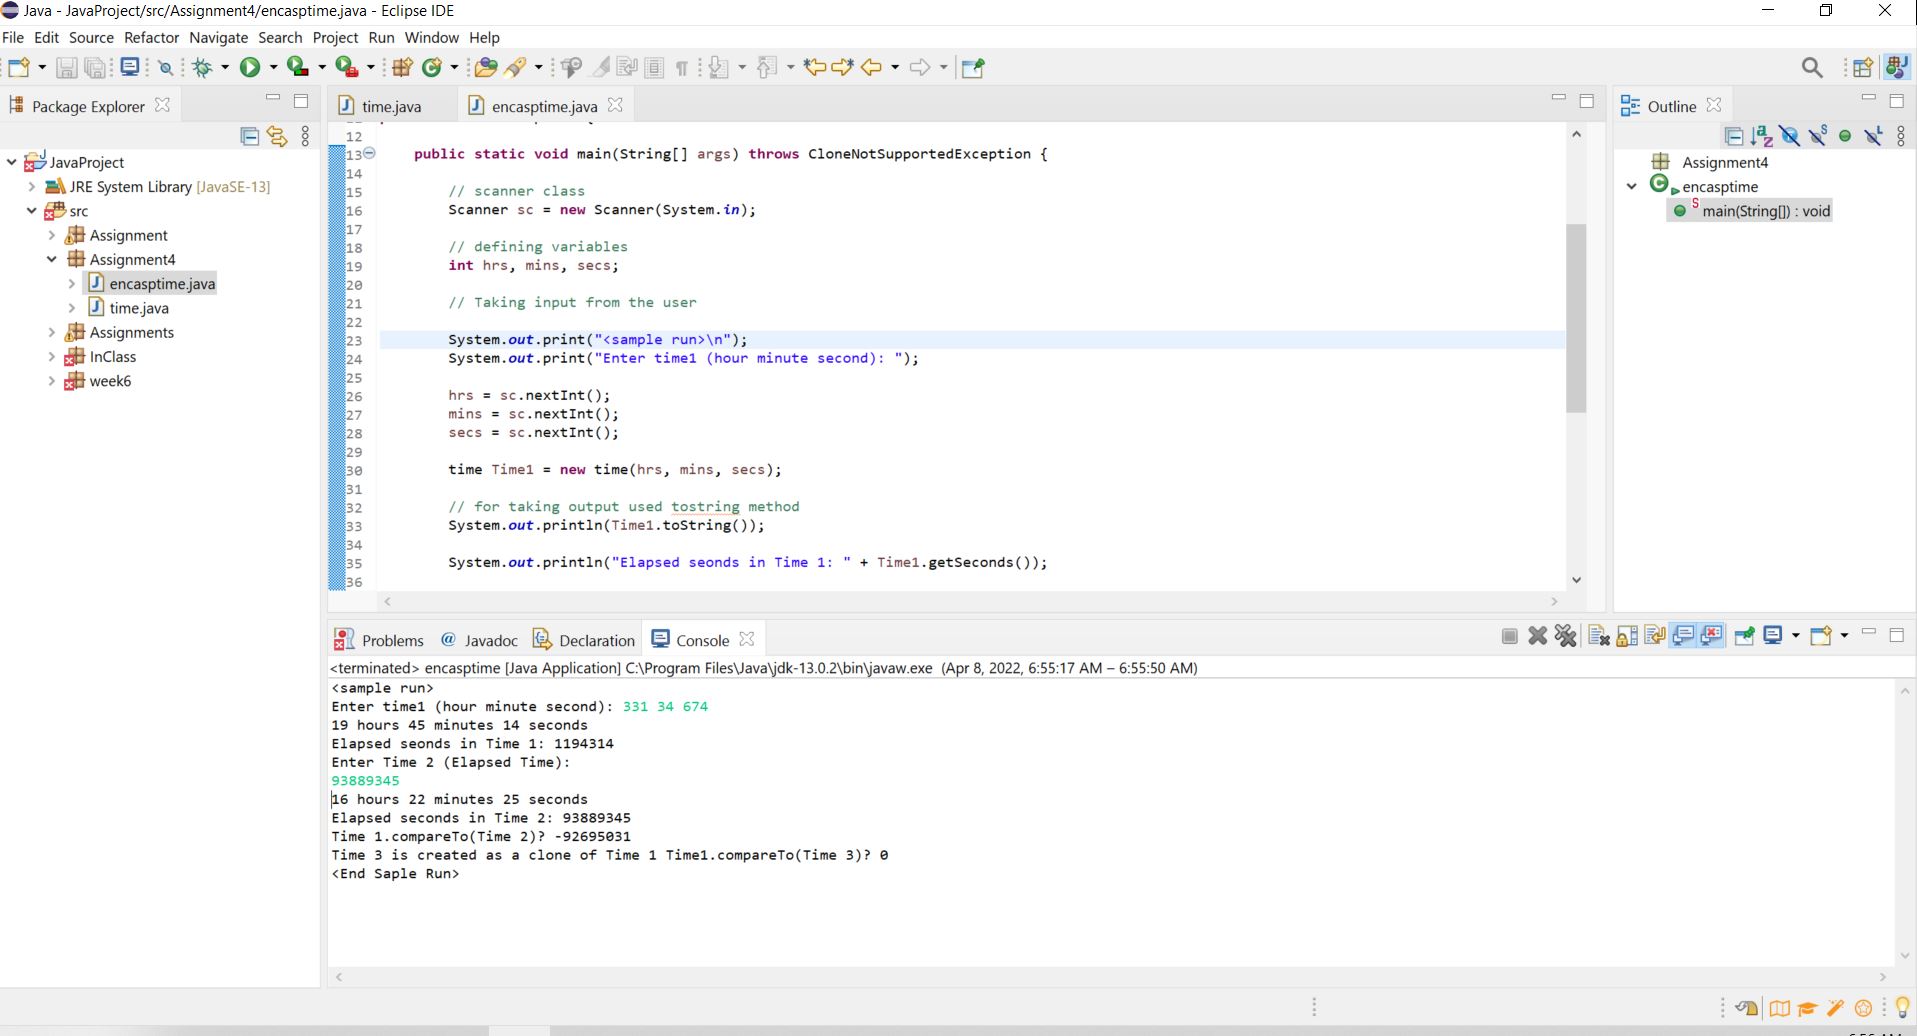 Java - JavaProject/src/Assignment4/encasptime.java - Eclipse IDE
File Edit Source Refactor Navigate Search Project Run Window Help
Package Explorer
JavaProject
JRE System Library [JavaSE-13]
src
Assignment
Assignment4
encasptime.java
time.java
Assignments
InClass
week6
time.java encasptime.java
12
13 public static void main(String[] args) throws CloneNotSupportedException {
14
15 // scanner class
16 Scanner sc = new Scanner(System.in);
17
18 // defining variables
19 int hrs, mins, secs;
20
21 // Taking input from the user
22
23 System.out.print("<sample run>\n");
24 System.out.print("Enter time1 (hour minute second): ");
25
26 hrs = sc.nextInt();
27 mins = sc.nextInt();
28 secs = sc.nextInt();
29
30 time Time1 = new time(hrs, mins, secs);
31
32 // for taking output used tostring method
33 System.out.println(Time1.toString());
34
35 System.out.println("Elapsed seonds in Time 1: " + Time1.getSeconds());
36
Outline
Assignment4
encasptime
main(String[]) : void
Problems @ Javadoc Declaration Console
<terminated> encasptime [Java Application] C:\Program Files\Java\jdk-13.0.2\bin\javaw.exe (Apr 8, 2022, 6:55:17 AM – 6:55:50 AM)
<sample run>
Enter time1 (hour minute second): 331 34 674
19 hours 45 minutes 14 seconds
Elapsed seonds in Time 1: 1194314
Enter Time 2 (Elapsed Time):
93889345
16 hours 22 minutes 25 seconds
Elapsed seconds in Time 2: 93889345
Time 1.compareTo(Time 2)? -92695031
Time 3 is created as a clone of Time 1 Time1.compareTo(Time 3)? 0
<End Saple Run>